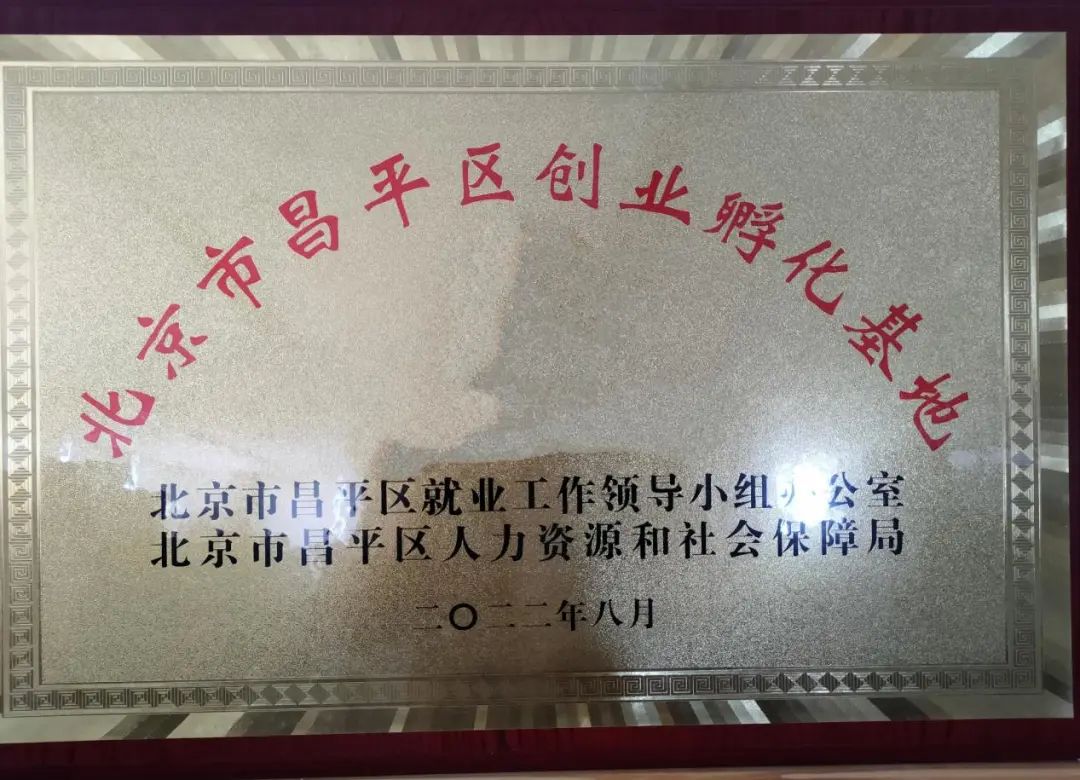 北京市昌平区创业孵化基地
北京市昌平区就业工作领导小组办公室
北京市昌平区人力资源和社会保障局
二〇二二年八月